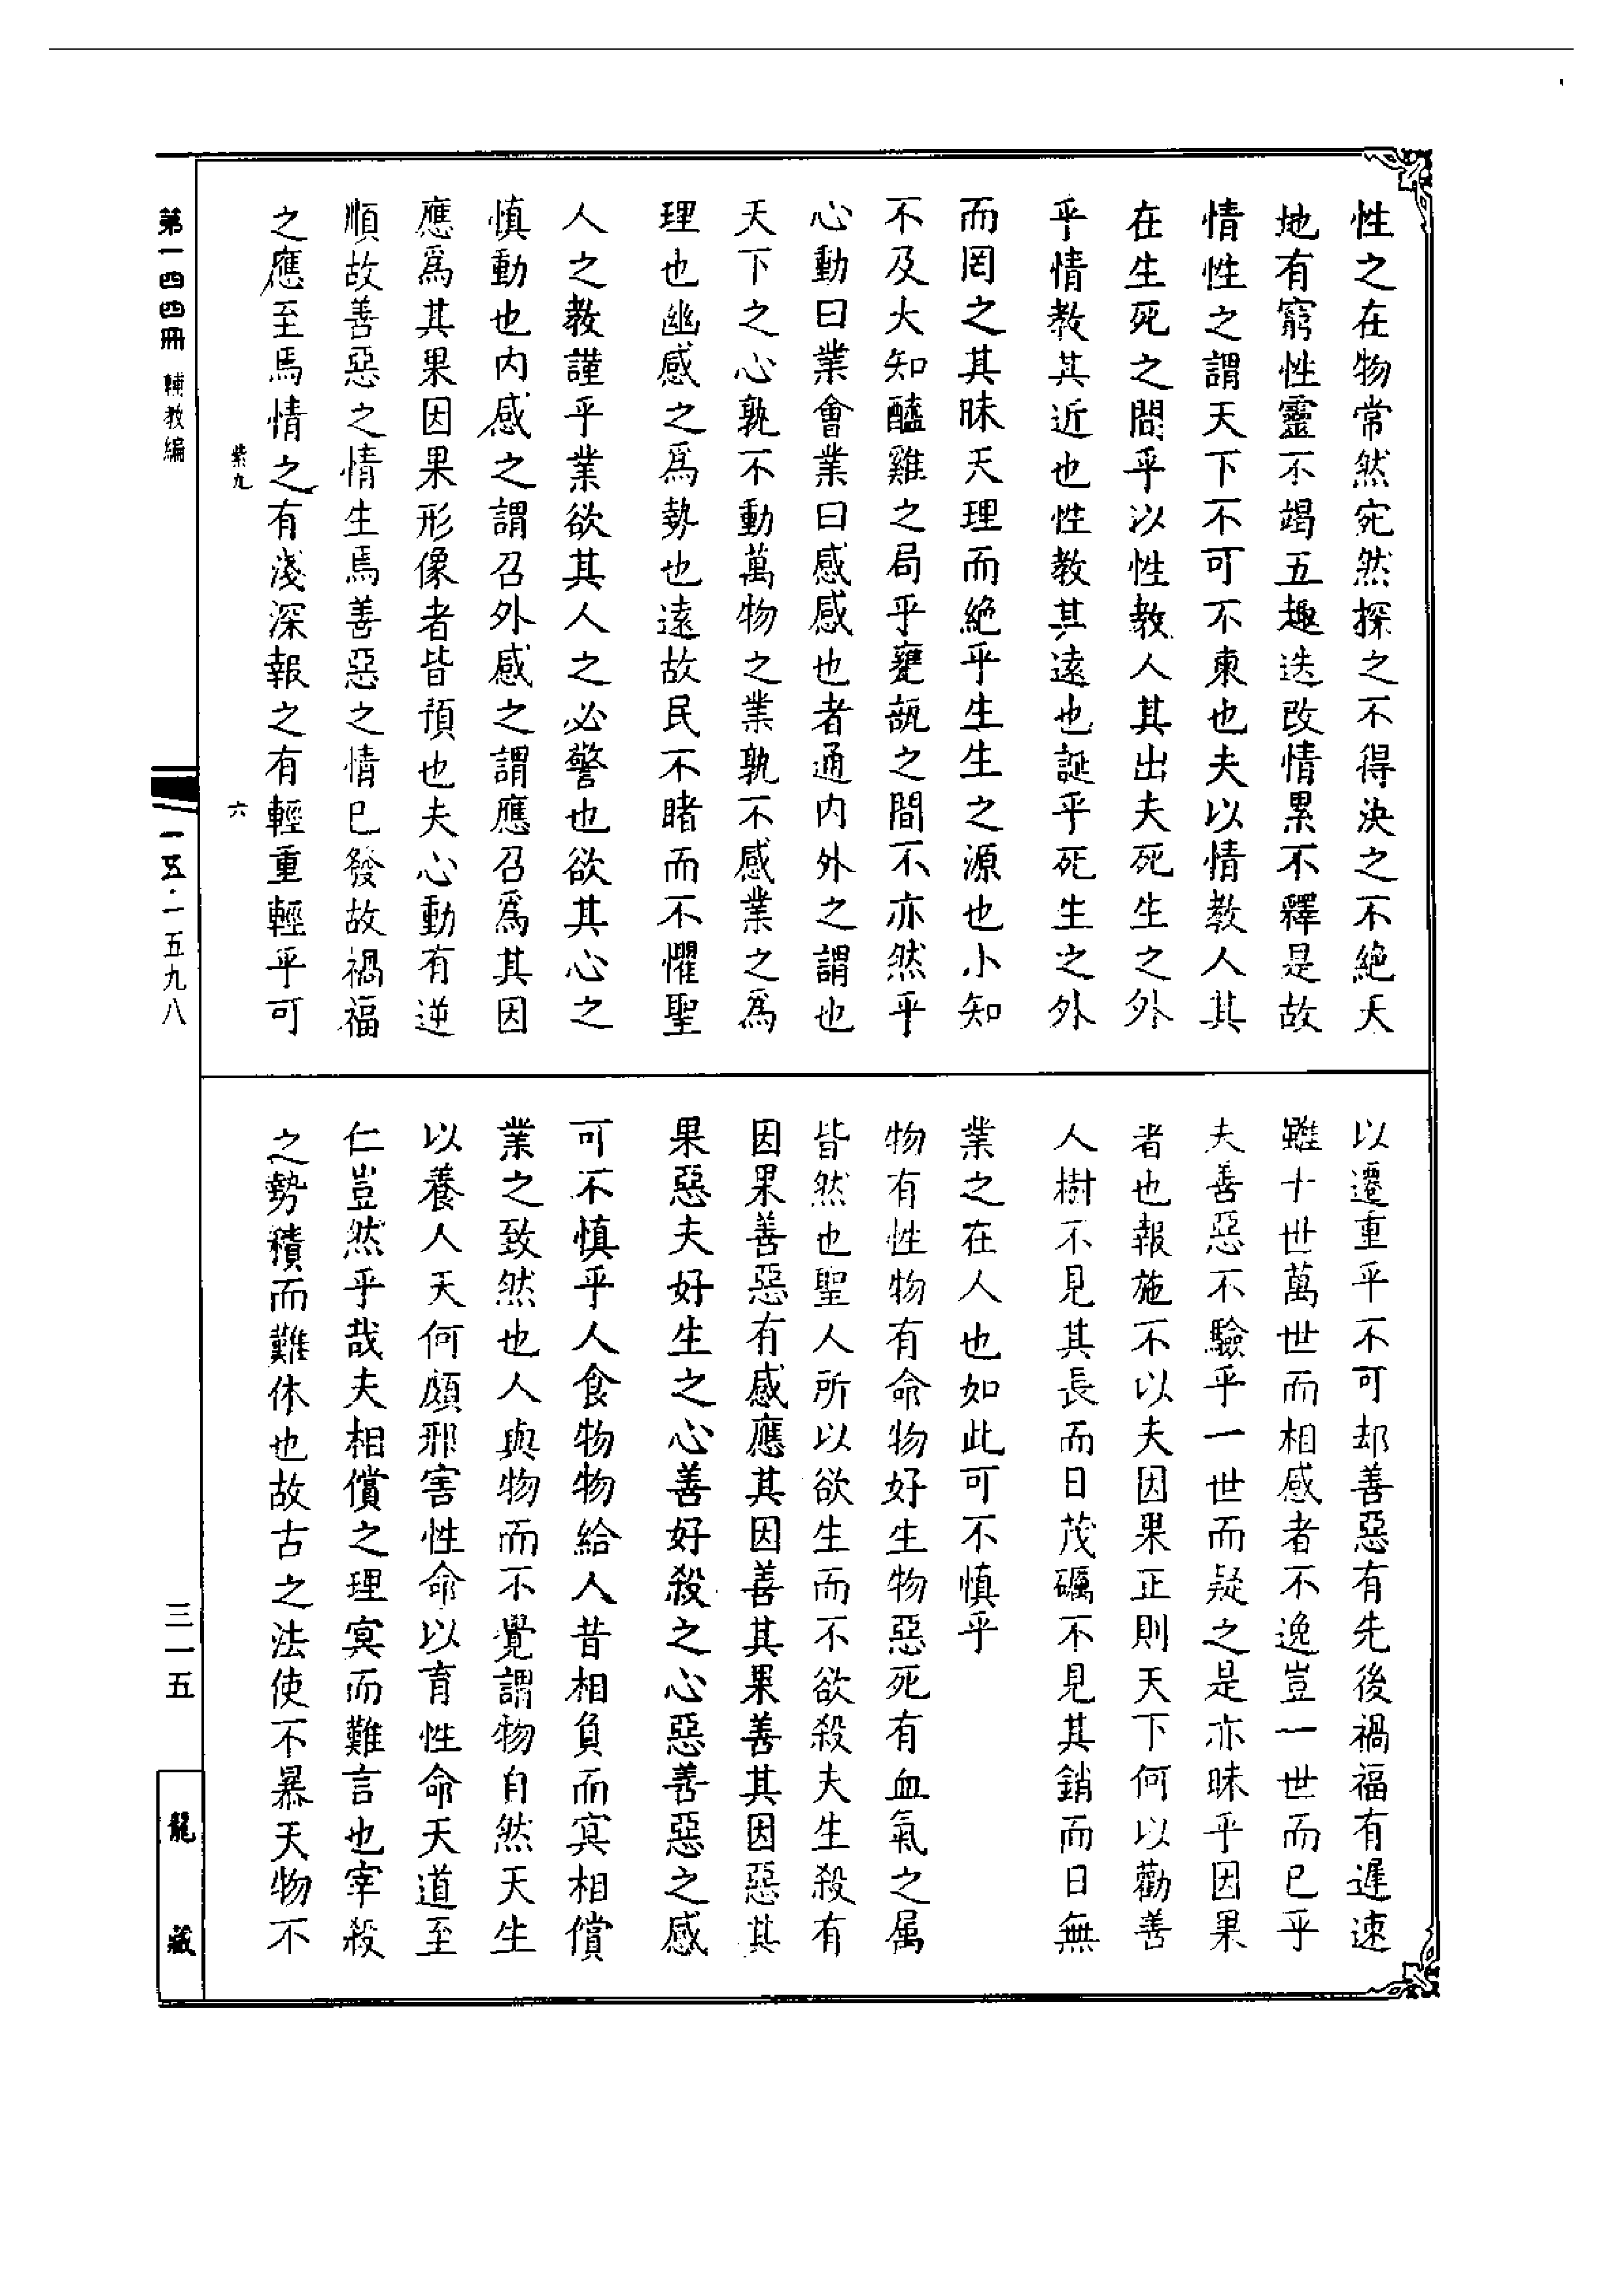 性之在物常然宛然探之不得決之不絶天
地有窮性靈不竭五趣迭改情累不釋是故
情性之謂天下不可不柬也夫以情教人其
在生死之間乎以性教人其出夫死生之外
乎情教其近也性教其遠也誕乎死生之外
而罔之其昧天理而絶乎生生之源也小知
不及大知醯雞之局乎甕瓿之間不亦然乎
心動曰業會業曰感感也者通内外之謂也
天下之心孰不動萬物之業孰不感業之爲
理也幽感之爲勢也遠故民不睹而不懼聖
人之教謹乎業欲其人之必警也欲其心之
慎動也内感之謂召外感之謂應召爲其因
應爲其果因果形像者皆預也夫心動有逆
順故善惡之情生焉善惡之情已發故禍福
之應至焉情之有淺深報之有輕重輕乎可
以遷重乎不可却善惡有先後禍福有遲速
雖十世萬世而相感者不逸豈一世而已乎
夫善惡不驗乎一世而疑之是亦昧乎因果
者也報施不以夫因果正則天下何以勸善
人樹不見其長而日茂礪不見其銷而日無
業之在人也如此可不慎乎
物有性物有命物好生物惡死有血氣之属
皆然也聖人所以欲生而不欲殺夫生殺有
因果善惡有感應其因善其果善其因惡其
果惡夫好生之心善好殺之心惡善惡之感
可不慎乎人食物物給人昔相負而冥相償
業之致然也人與物而不覺謂物自然天生
以養人天何頗邪害性命以育性命天道至
仁豈然乎哉夫相償之理冥而難言也宰殺
之勢積而難休也故古之法使不暴天物不
紫九
六
第一四四冊 輔教編
一五·一五九八
三一五
龍藏